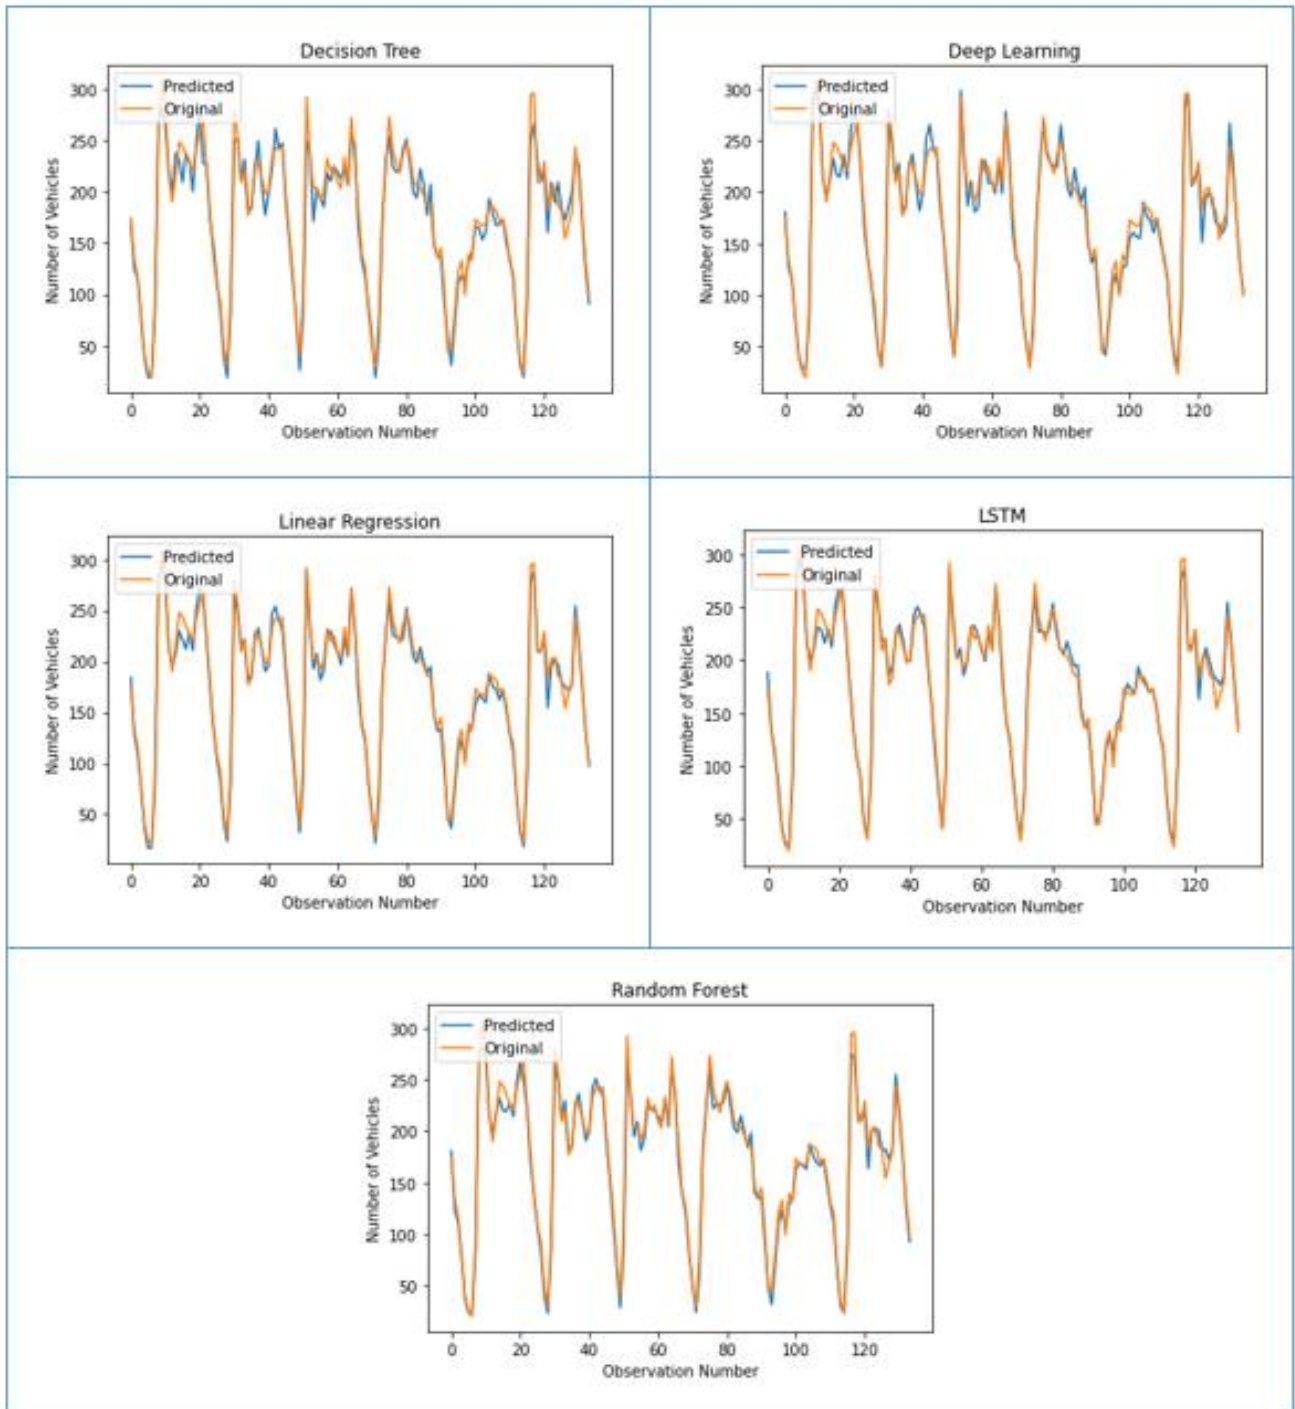 Decision Tree
Predicted
Original
Number of Vehicles
300
250
200
150
100
50
0 20 40 60 80 100 120
Observation Number
Deep Learning
Predicted
Original
Number of Vehicles
300
250
200
150
100
50
0 20 40 60 80 100 120
Observation Number
Linear Regression
Predicted
Original
Number of Vehicles
300
250
200
150
100
50
0 20 40 60 80 100 120
Observation Number
LSTM
Predicted
Original
Number of Vehicles
300
250
200
150
100
50
0 20 40 60 80 100 120
Observation Number
Random Forest
Predicted
Original
Number of Vehicles
300
250
200
150
100
50
0 20 40 60 80 100 120
Observation Number